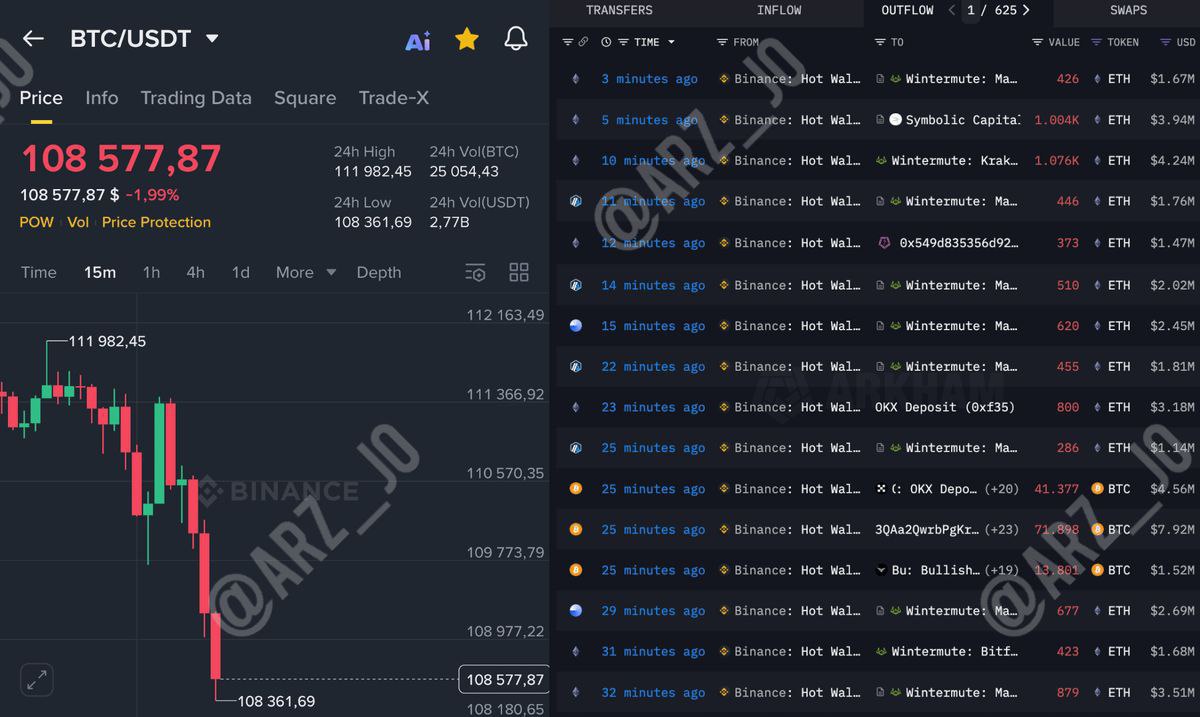 BTC/USDT
Ai
Price Info Trading Data Square Trade-X
108 577,87
108 577,87 $ -1,99%
POW Vol Price Protection
24h High
111 982,45
24h Vol(BTC)
25 054,43
24h Low
108 361,69
24h Vol(USDT)
2,77B
Time 15m 1h 4h 1d More Depth
112 163,49
111 982,45
111 366,92
110 570,35
BINANCE
109 773,79
108 977,22
108 577,87
108 361,69
108 180,65
TRANSFERS INFLOW OUTFLOW 1 / 625 SWAPS
TIME FROM TO VALUE TOKEN USD
3 minutes ago Binance: Hot Wal… Wintermute: Ma… 426 ETH $1.67M
5 minutes ago Binance: Hot Wal… Symbolic Capital 1.004K ETH $3.94M
10 minutes ago Binance: Hot Wal… Wintermute: Krak… 1.076K ETH $4.24M
11 minutes ago Binance: Hot Wal… Wintermute: Ma… 446 ETH $1.76M
12 minutes ago Binance: Hot Wal… 0x549d835356d92… 373 ETH $1.47M
14 minutes ago Binance: Hot Wal… Wintermute: Ma… 510 ETH $2.02M
15 minutes ago Binance: Hot Wal… Wintermute: Ma… 620 ETH $2.45M
22 minutes ago Binance: Hot Wal… Wintermute: Ma… 455 ETH $1.81M
ARKHAM
23 minutes ago Binance: Hot Wal… OKX Deposit (0xf35) 800 ETH $3.18M
25 minutes ago Binance: Hot Wal… Wintermute: Ma… 286 ETH $1.14M
25 minutes ago Binance: Hot Wal… (: OKX Depo… (+20) 41.377 BTC $4.56M
25 minutes ago Binance: Hot Wal… 3QAa2QwrbPgKr… (+23) 71.898 BTC $7.92M
25 minutes ago Binance: Hot Wal… Bu: Bullish… (+19) 13.801 BTC $1.52M
29 minutes ago Binance: Hot Wal… Wintermute: Ma… 677 ETH $2.69M
31 minutes ago Binance: Hot Wal… Wintermute: Bitf… 423 ETH $1.68M
32 minutes ago Binance: Hot Wal… Wintermute: Ma… 879 ETH $3.51M
@ARZ_JO
@ARZ_JO
@ARZ_JO